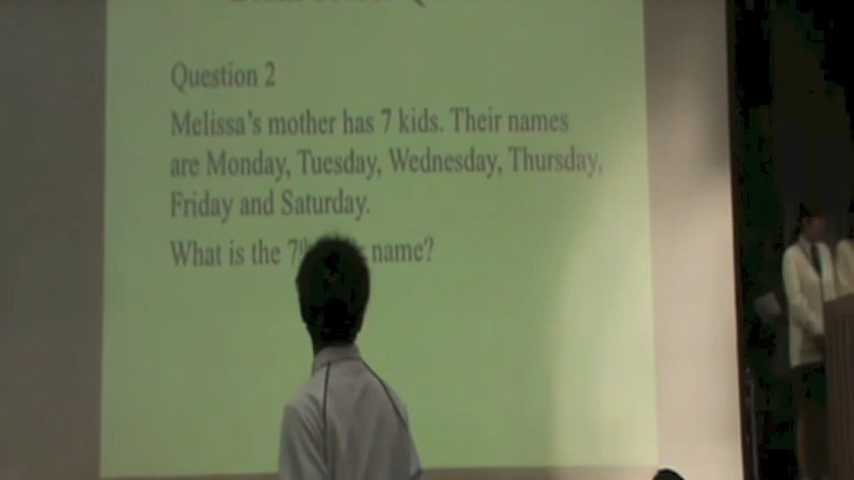 Question 2
Melissa's mother has 7 kids. Their names
are Monday, Tuesday, Wednesday, Thursday,
Friday and Saturday.
What is the 7th name?